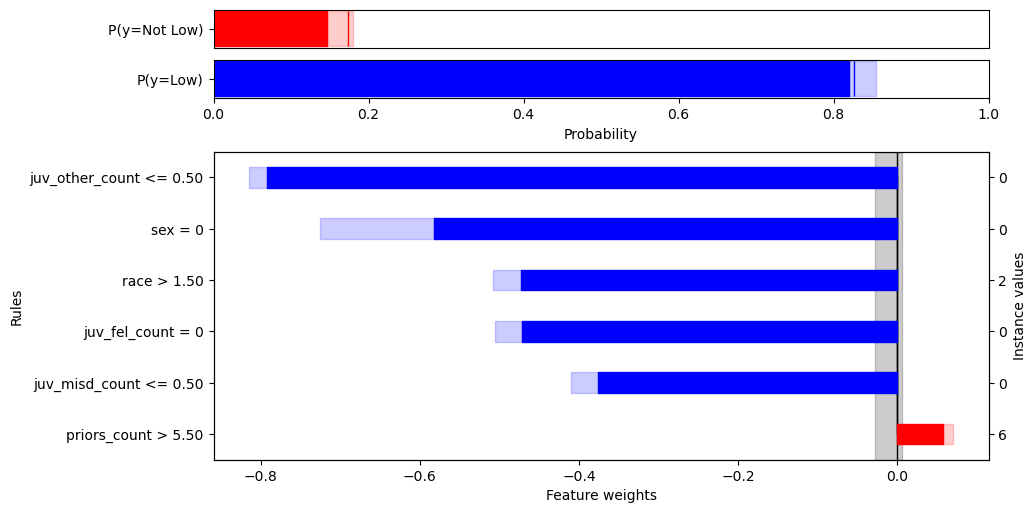 P(y=Not Low)
P(y=Low)
0.0 0.2 0.4 0.6 0.8 1.0
Probability
juv_other_count <= 0.50 0
sex = 0 0
race > 1.50 2
juv_fel_count = 0 0
juv_misd_count <= 0.50 0
priors_count > 5.50 6
Rules
Instance values
−0.8 −0.6 −0.4 −0.2 0.0
Feature weights